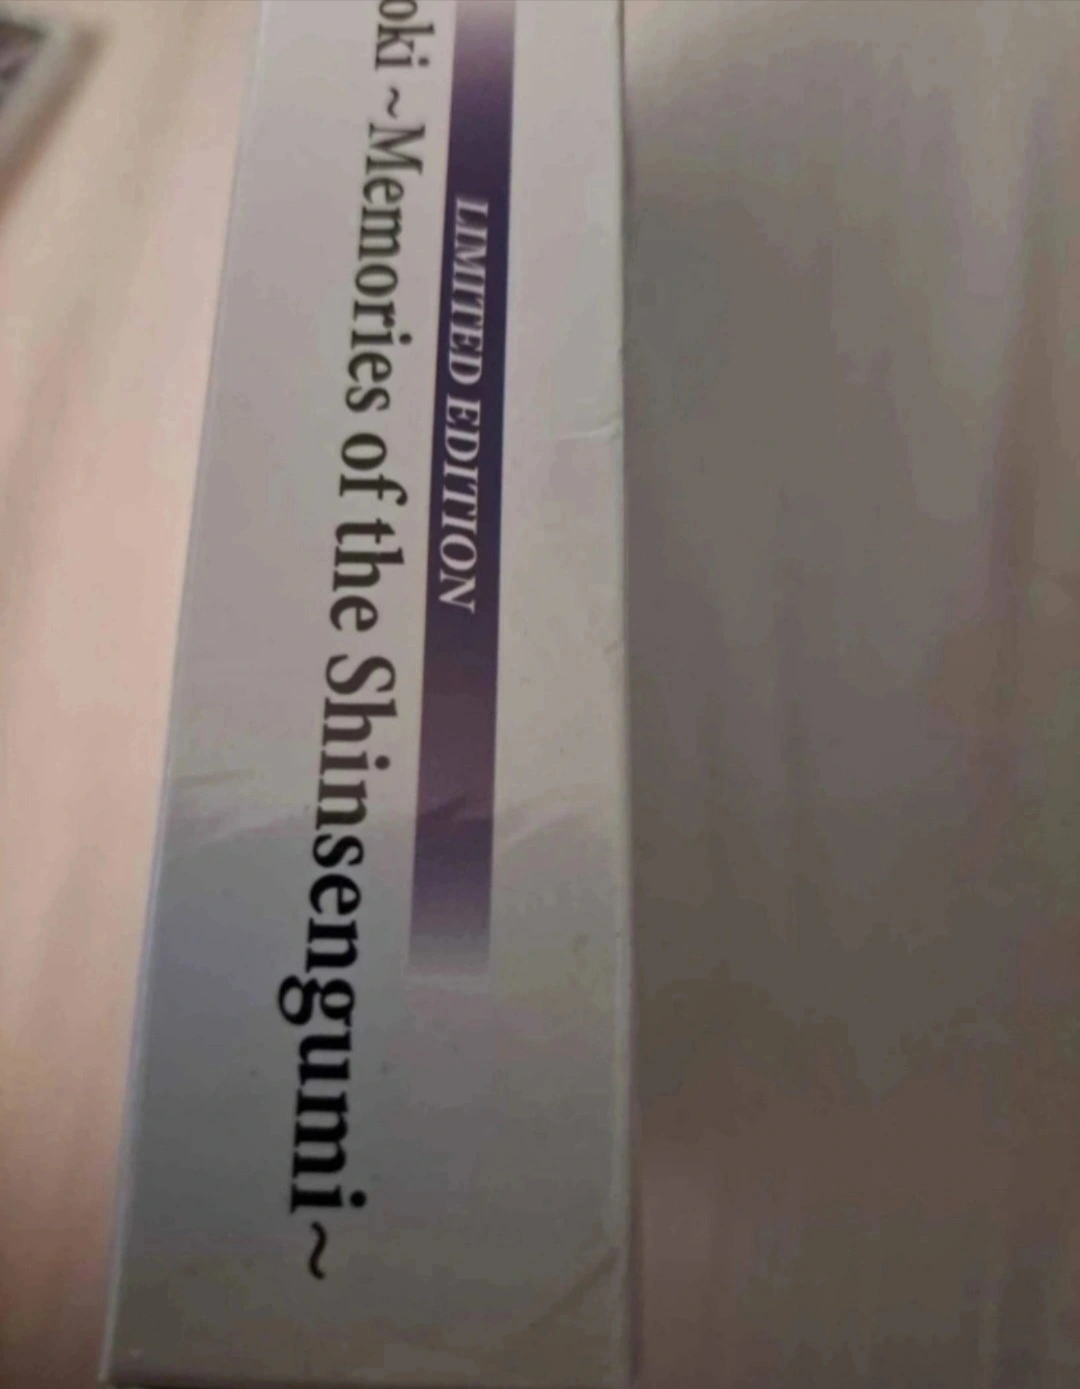 oki ~Memories of the Shinsengumi~
LIMITED EDITION